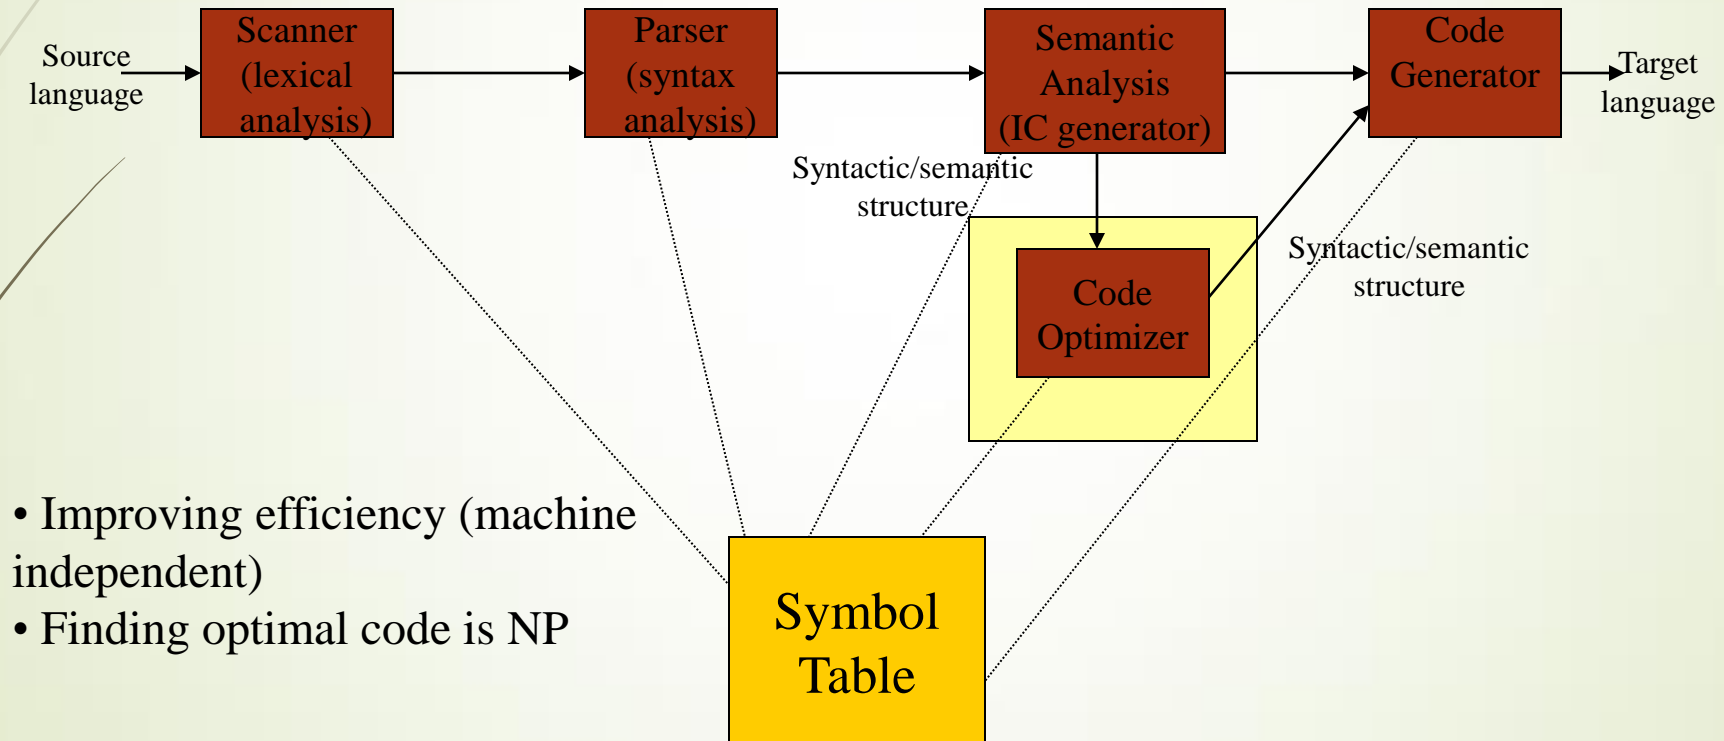 Source
language
Scanner
(lexical
analysis)
Parser
(syntax
analysis)
Semantic
Analysis
(IC generator)
Code
Generator
Target
language
Syntactic/semantic
structure
Code
Optimizer
Syntactic/semantic
structure
• Improving efficiency (machine
independent)
• Finding optimal code is NP
Symbol
Table